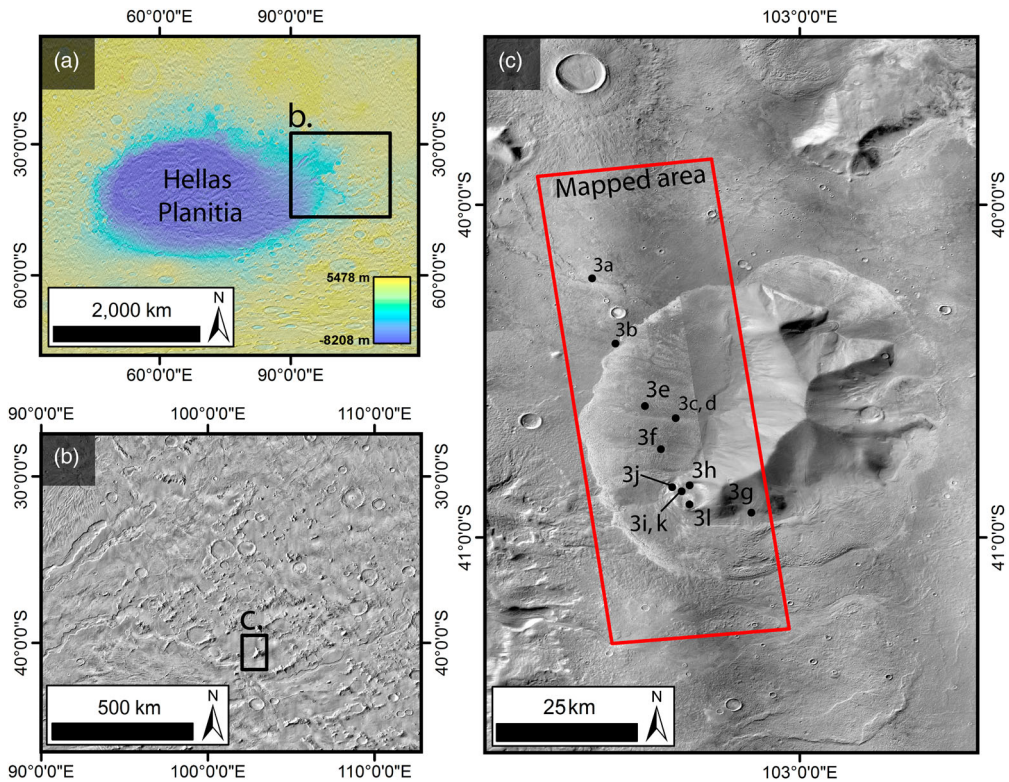 60°0'0"E
90°0'0"E
(a)
b.
Hellas
Planitia
30°0'0"S
60°0'0"S
30°0'0"S
60°0'0"S
5478 m
-8208 m
2,000 km
N
60°0'0"E
90°0'0"E
90°0'0"E
100°0'0"E
110°0'0"E
(b)
30°0'0"S
40°0'0"S
30°0'0"S
40°0'0"S
c.
500 km
N
90°0'0"E
100°0'0"E
110°0'0"E
103°0'0"E
(c)
Mapped area
40°0'0"S
41°0'0"S
40°0'0"S
41°0'0"S
3a
3b
3e
3c, d
3f
3j
3h
3g
3i, k
3l
25 km
N
103°0'0"E